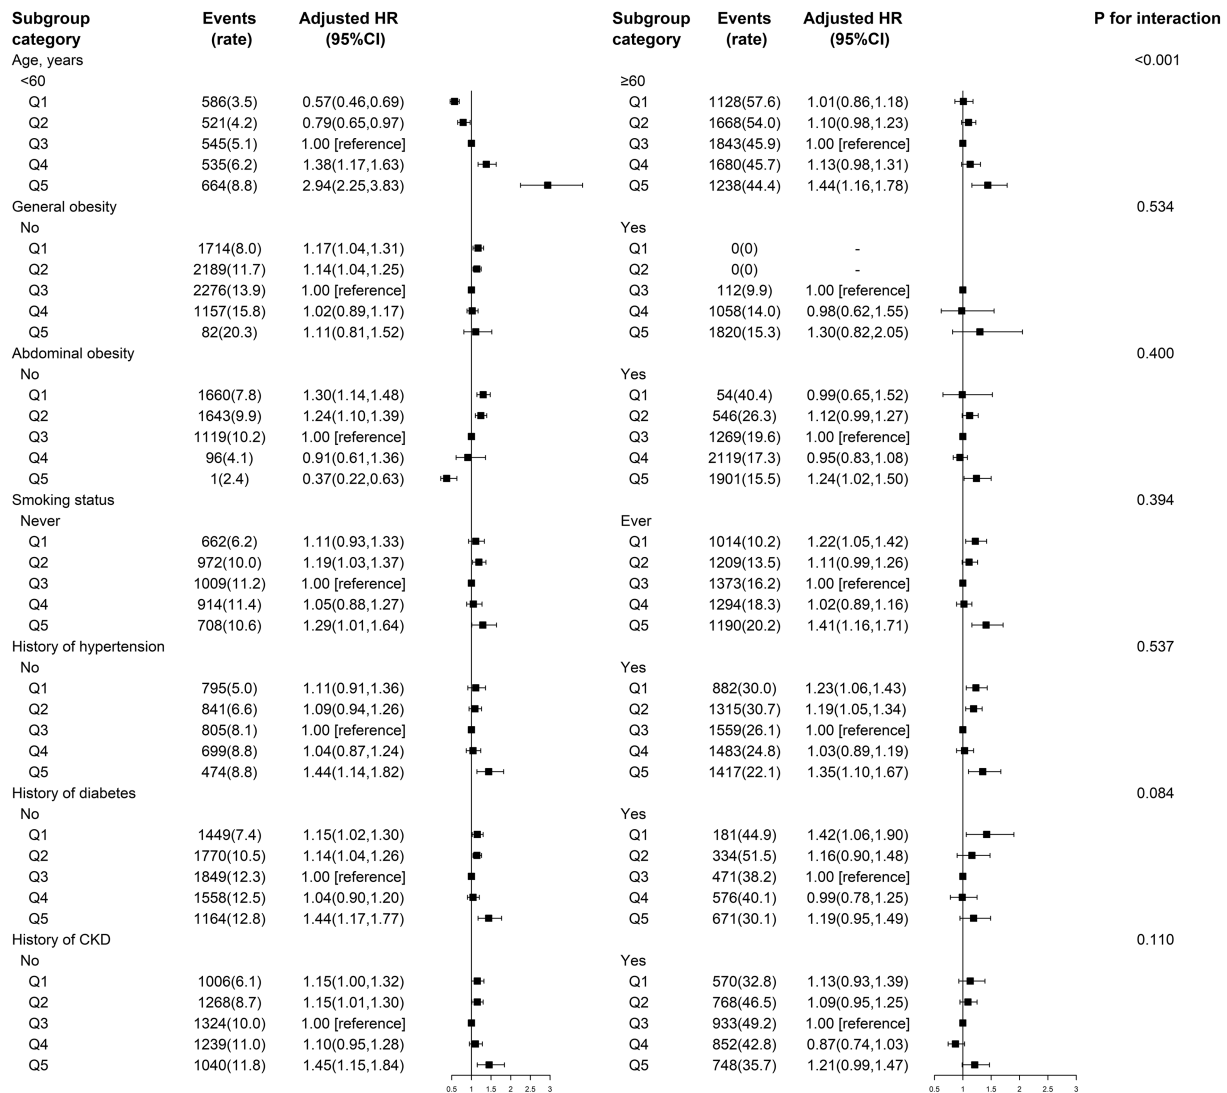 Subgroup category Events (rate) Adjusted HR (95%CI) Subgroup category Events (rate) Adjusted HR (95%CI) P for interaction
Age, years <0.001
<60 ≥60
Q1 586(3.5) 0.57(0.46,0.69) Q1 1128(57.6) 1.01(0.86,1.18)
Q2 521(4.2) 0.79(0.65,0.97) Q2 1668(54.0) 1.10(0.98,1.23)
Q3 545(5.1) 1.00 [reference] Q3 1843(45.9) 1.00 [reference]
Q4 535(6.2) 1.38(1.17,1.63) Q4 1680(45.7) 1.13(0.98,1.31)
Q5 664(8.8) 2.94(2.25,3.83) Q5 1238(44.4) 1.44(1.16,1.78)
General obesity 0.534
No Yes
Q1 1714(8.0) 1.17(1.04,1.31) Q1 0(0) -
Q2 2189(11.7) 1.14(1.04,1.25) Q2 0(0) -
Q3 2276(13.9) 1.00 [reference] Q3 112(9.9) 1.00 [reference]
Q4 1157(15.8) 1.02(0.89,1.17) Q4 1058(14.0) 0.98(0.62,1.55)
Q5 82(20.3) 1.11(0.81,1.52) Q5 1820(15.3) 1.30(0.82,2.05)
Abdominal obesity 0.400
No Yes
Q1 1660(7.8) 1.30(1.14,1.48) Q1 54(40.4) 0.99(0.65,1.52)
Q2 1643(9.9) 1.24(1.10,1.39) Q2 546(26.3) 1.12(0.99,1.27)
Q3 1119(10.2) 1.00 [reference] Q3 1269(19.6) 1.00 [reference]
Q4 96(4.1) 0.91(0.61,1.36) Q4 2119(17.3) 0.95(0.83,1.08)
Q5 1(2.4) 0.37(0.22,0.63) Q5 1901(15.5) 1.24(1.02,1.50)
Smoking status 0.394
Never Ever
Q1 662(6.2) 1.11(0.93,1.33) Q1 1014(10.2) 1.22(1.05,1.42)
Q2 972(10.0) 1.19(1.03,1.37) Q2 1209(13.5) 1.11(0.99,1.26)
Q3 1009(11.2) 1.00 [reference] Q3 1373(16.2) 1.00 [reference]
Q4 914(11.4) 1.05(0.88,1.27) Q4 1294(18.3) 1.02(0.89,1.16)
Q5 708(10.6) 1.29(1.01,1.64) Q5 1190(20.2) 1.41(1.16,1.71)
History of hypertension 0.537
No Yes
Q1 795(5.0) 1.11(0.91,1.36) Q1 882(30.0) 1.23(1.06,1.43)
Q2 841(6.6) 1.09(0.94,1.26) Q2 1315(30.7) 1.19(1.05,1.34)
Q3 805(8.1) 1.00 [reference] Q3 1559(26.1) 1.00 [reference]
Q4 699(8.8) 1.04(0.87,1.24) Q4 1483(24.8) 1.03(0.89,1.19)
Q5 474(8.8) 1.44(1.14,1.82) Q5 1417(22.1) 1.35(1.10,1.67)
History of diabetes 0.084
No Yes
Q1 1449(7.4) 1.15(1.02,1.30) Q1 181(44.9) 1.42(1.06,1.90)
Q2 1770(10.5) 1.14(1.04,1.26) Q2 334(51.5) 1.16(0.90,1.48)
Q3 1849(12.3) 1.00 [reference] Q3 471(38.2) 1.00 [reference]
Q4 1558(12.5) 1.04(0.90,1.20) Q4 576(40.1) 0.99(0.78,1.25)
Q5 1164(12.8) 1.44(1.17,1.77) Q5 671(30.1) 1.19(0.95,1.49)
History of CKD 0.110
No Yes
Q1 1006(6.1) 1.15(1.00,1.32) Q1 570(32.8) 1.13(0.93,1.39)
Q2 1268(8.7) 1.15(1.01,1.30) Q2 768(46.5) 1.09(0.95,1.25)
Q3 1324(10.0) 1.00 [reference] Q3 933(49.2) 1.00 [reference]
Q4 1239(11.0) 1.10(0.95,1.28) Q4 852(42.8) 0.87(0.74,1.03)
Q5 1040(11.8) 1.45(1.15,1.84) Q5 748(35.7) 1.21(0.99,1.47)
0.5 1 1.5 2 2.5 3 0.5 1 1.5 2 2.5 3